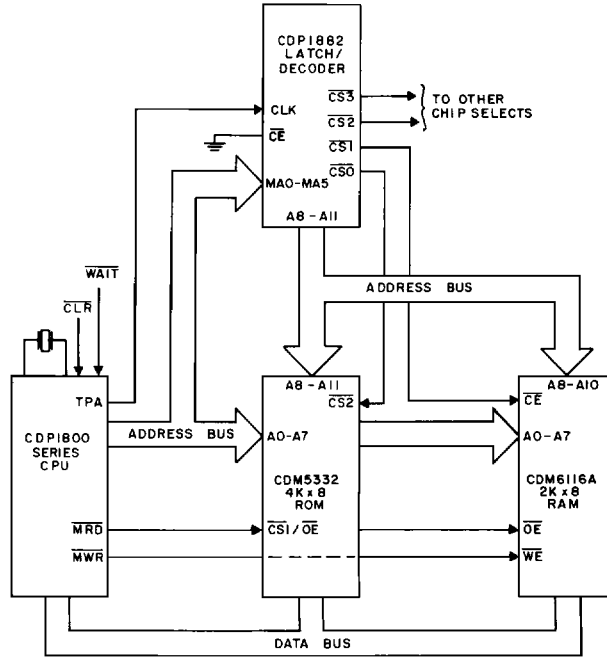 CDP1882
LATCH/
DECODER
CLK
CE
MA0-MA5
CS3
CS2
CS1
CS0
A8-A11
TO OTHER
CHIP SELECTS
ADDRESS BUS
WAIT
CLR
TPA
CDP1800
SERIES
CPU
MRD
MWR
ADDRESS BUS
A8-A11
CS2
A0-A7
CDM5332
4K x 8
ROM
CS1/OE
A8-A10
CE
A0-A7
CDM6116A
2K x 8
RAM
OE
WE
DATA BUS